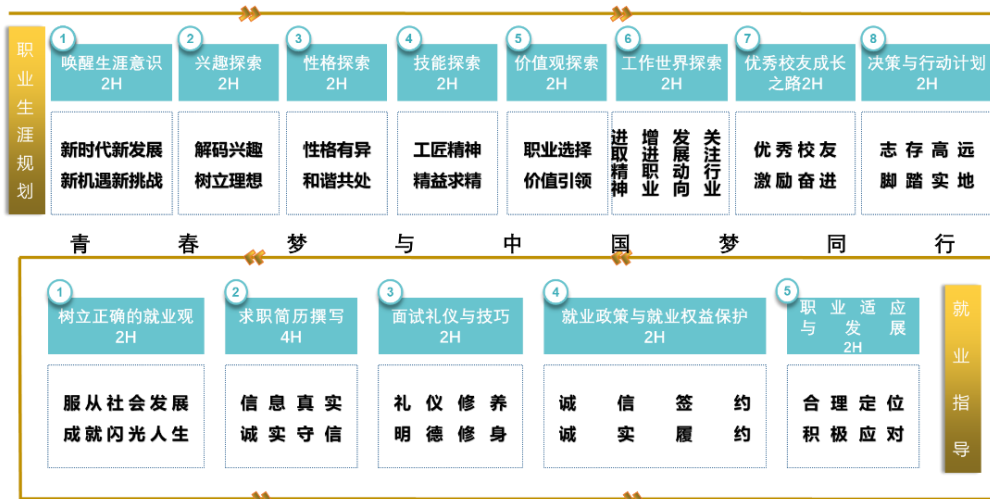 职业生涯规划
1
唤醒生涯意识
2H
新时代新发展
新机遇新挑战
2
兴趣探索
2H
解码兴趣
树立理想
3
性格探索
2H
性格有异
和谐共处
4
技能探索
2H
工匠精神
精益求精
5
价值观探索
2H
职业选择
价值引领
6
工作世界探索
2H
关注行业
发展动向
增进职业
进取精神
7
优秀校友成长
之路2H
优秀校友
激励奋进
8
决策与行动计划
2H
志存高远
脚踏实地
青春梦与中国梦同行
1
树立正确的就业观
2H
服从社会发展
成就闪光人生
2
求职简历撰写
4H
信息真实
诚实守信
3
面试礼仪与技巧
2H
礼仪修养
明德修身
4
就业政策与就业权益保护
2H
诚信签约
诚实履约
5
职业适应
与发展
2H
合理定位
积极应对
就业指导